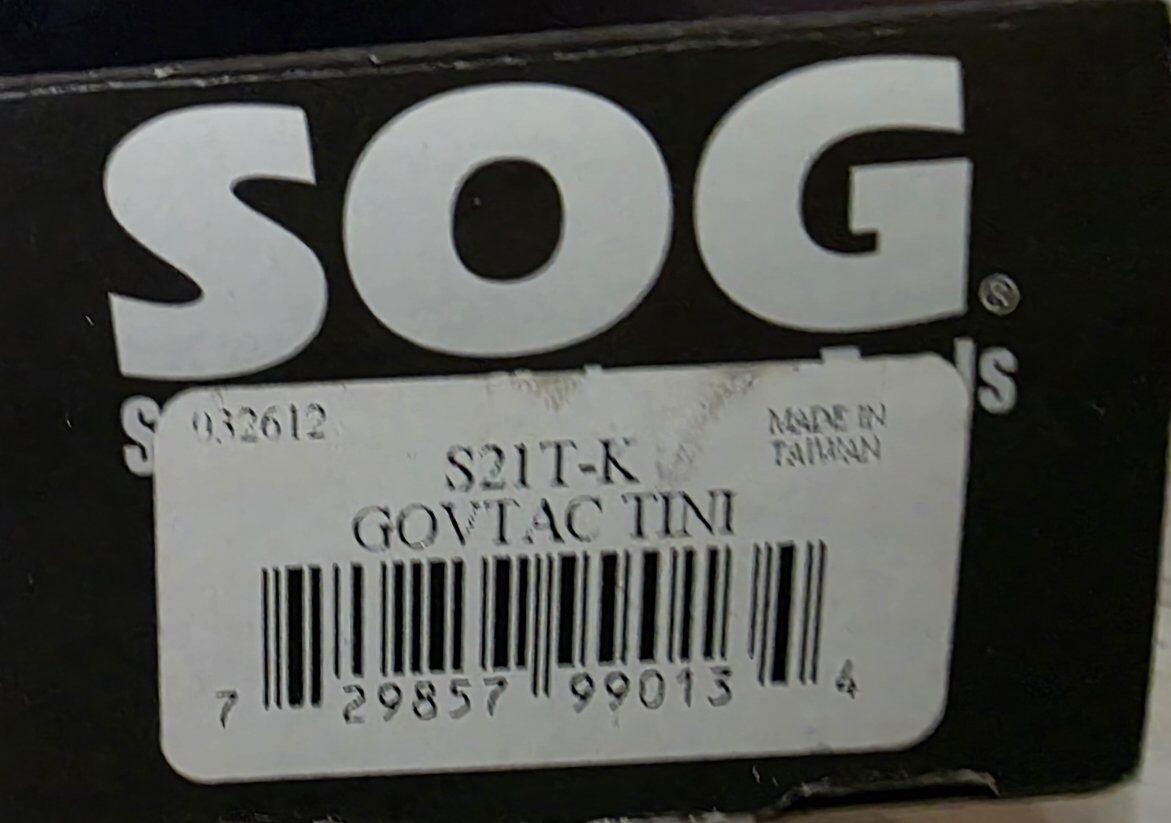 SOG®
032612
MADE IN
TAIWAN
S21T-K
GOVTAC TINI
7 29857 99013 4